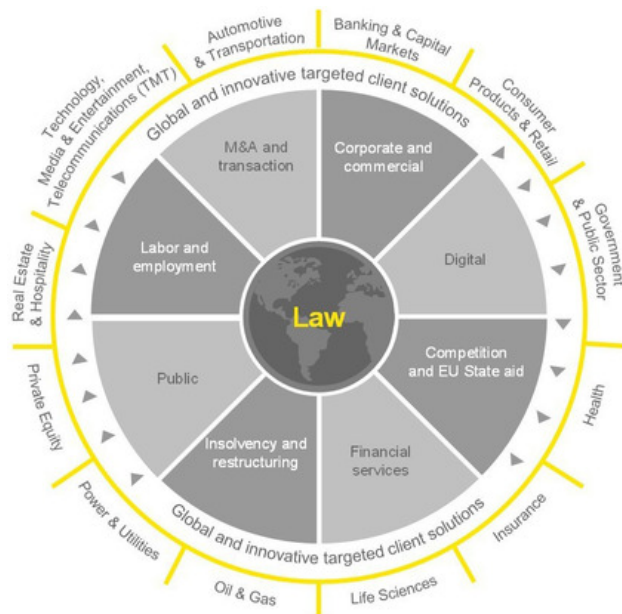 Automotive
& Transportation
Banking & Capital
Markets
Consumer
Products & Retail
Government
& Public Sector
Health
Insurance
Life Sciences
Oil & Gas
Power & Utilities
Private Equity
Real Estate
& Hospitality
Technology,
Media & Entertainment,
Telecommunications (TMT)
Global and innovative targeted client solutions
M&A and
transaction
Corporate and
commercial
Digital
Competition
and EU State aid
Financial
services
Insolvency and
restructuring
Public
Labor and
employment
Law
Global and innovative targeted client solutions